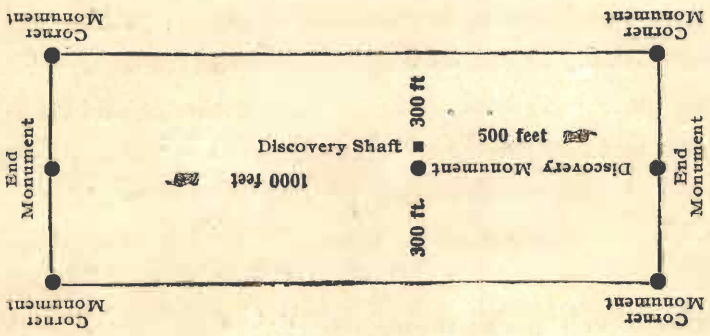 Corner
Monument
Corner
Monument
End
Monument
300 ft
500 feet
Discovery Shaft
Discovery Monument
1000 feet
300 ft.
End
Monument
Corner
Monument
Corner
Monument